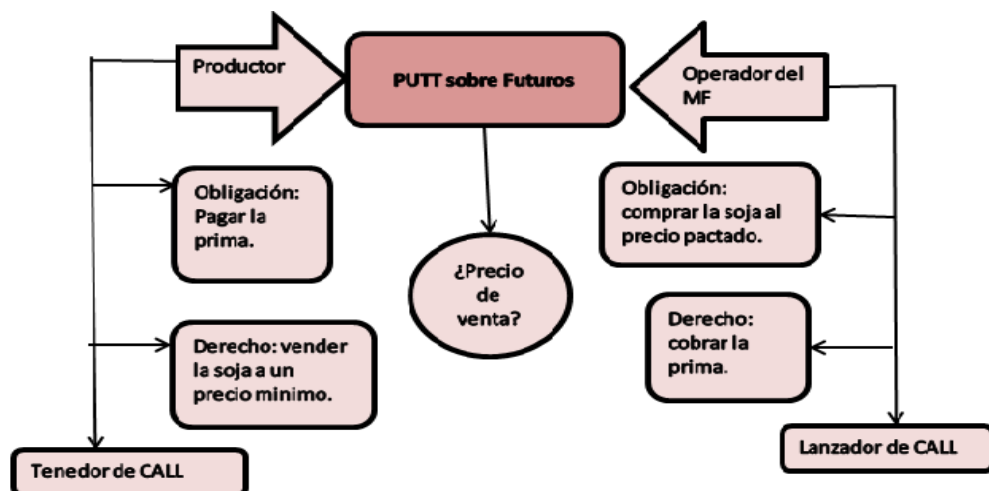 Productor
PUTT sobre Futuros
Operador del
MF
Obligación:
Pagar la
prima.
Obligación:
comprar la soja al
precio pactado.
¿Precio
de
venta?
Derecho: vender
la soja a un
precio minimo.
Derecho:
cobrar la
prima.
Tenedor de CALL
Lanzador de CALL